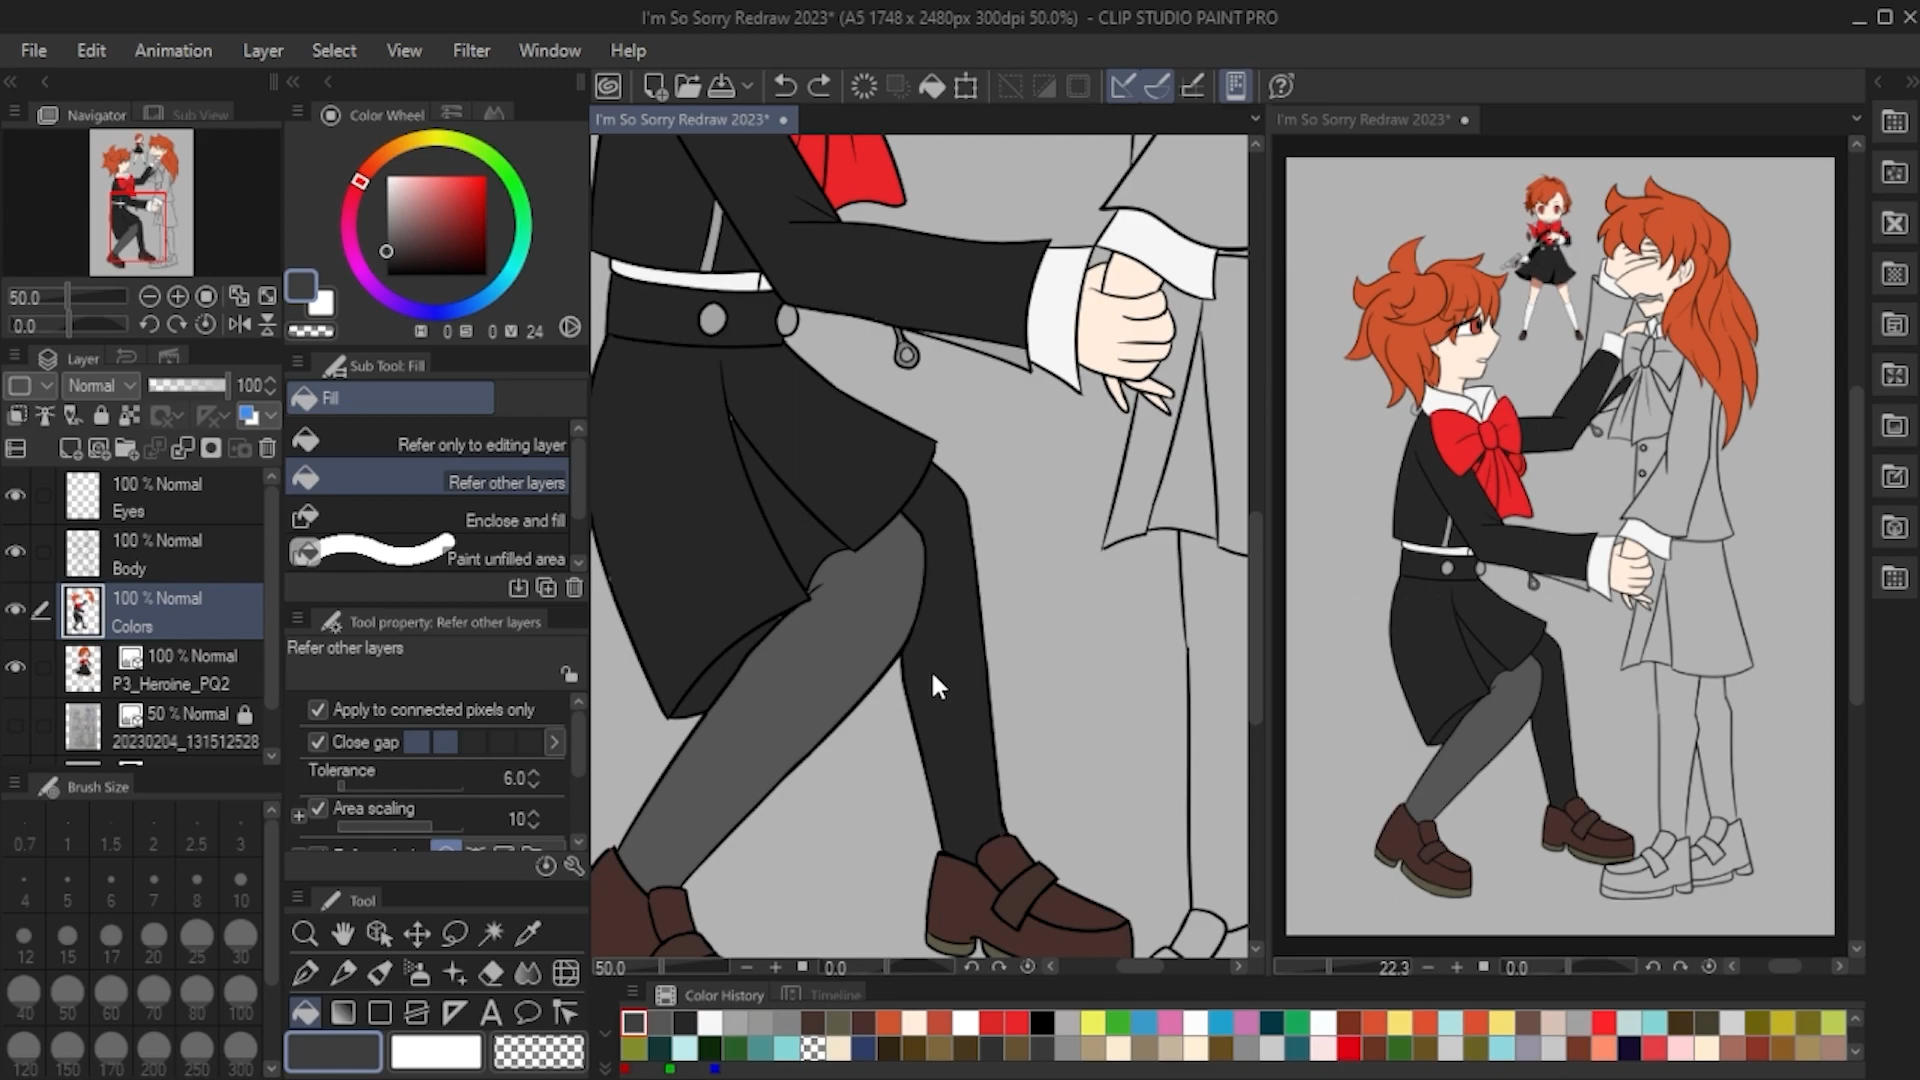 I'm So Sorry Redraw 2023* (A5 1748 x 2480px 300dpi 50.0%) - CLIP STUDIO PAINT PRO
File Edit Animation Layer Select View Filter Window Help
Navigator Sub View
Color Wheel
I'm So Sorry Redraw 2023*
I'm So Sorry Redraw 2023*
50.0
0.0
H 0 S 0 V 24
Layer
Normal 100
100 % Normal
Eyes
100 % Normal
Body
100 % Normal
Colors
100 % Normal
P3_Heroine_PQ2
50 % Normal
20230204_131512528
Sub Tool: Fill
Fill
Refer only to editing layer
Refer other layers
Enclose and fill
Paint unfilled area
Tool property: Refer other layers
Refer other layers
Apply to connected pixels only
Close gap
Tolerance 6.0
Area scaling 10
Brush Size
0.7 1 1.5 2 2.5 3
4 5 6 7 8 10
12 15 17 20 25 30
40 50 60 70 80 100
120 150 170 200 250 300
Tool
50.0 0.0
22.3 0.0
Color History Timeline